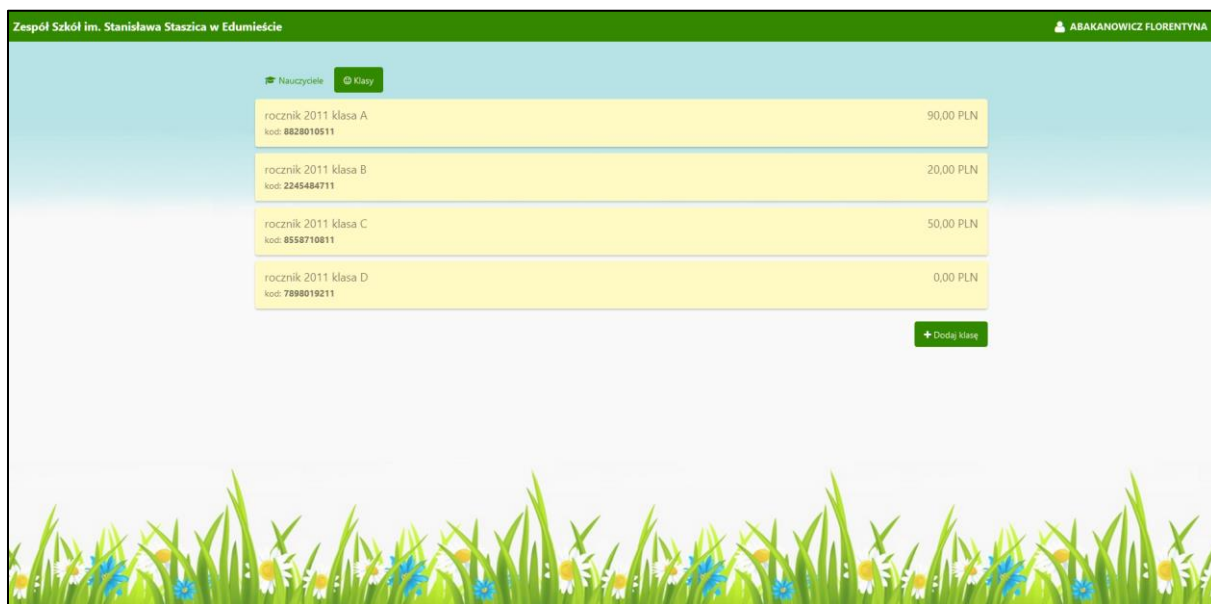 Zespół Szkół im. Stanisława Staszica w Edumieście
ABAKANOWICZ FLORENTYNA
Nauczyciele
Klasy
rocznik 2011 klasa A
90,00 PLN
kod: 8828010511
rocznik 2011 klasa B
20,00 PLN
kod: 2245484711
rocznik 2011 klasa C
50,00 PLN
kod: 8558710811
rocznik 2011 klasa D
0,00 PLN
kod: 7898019211
+ Dodaj klasę